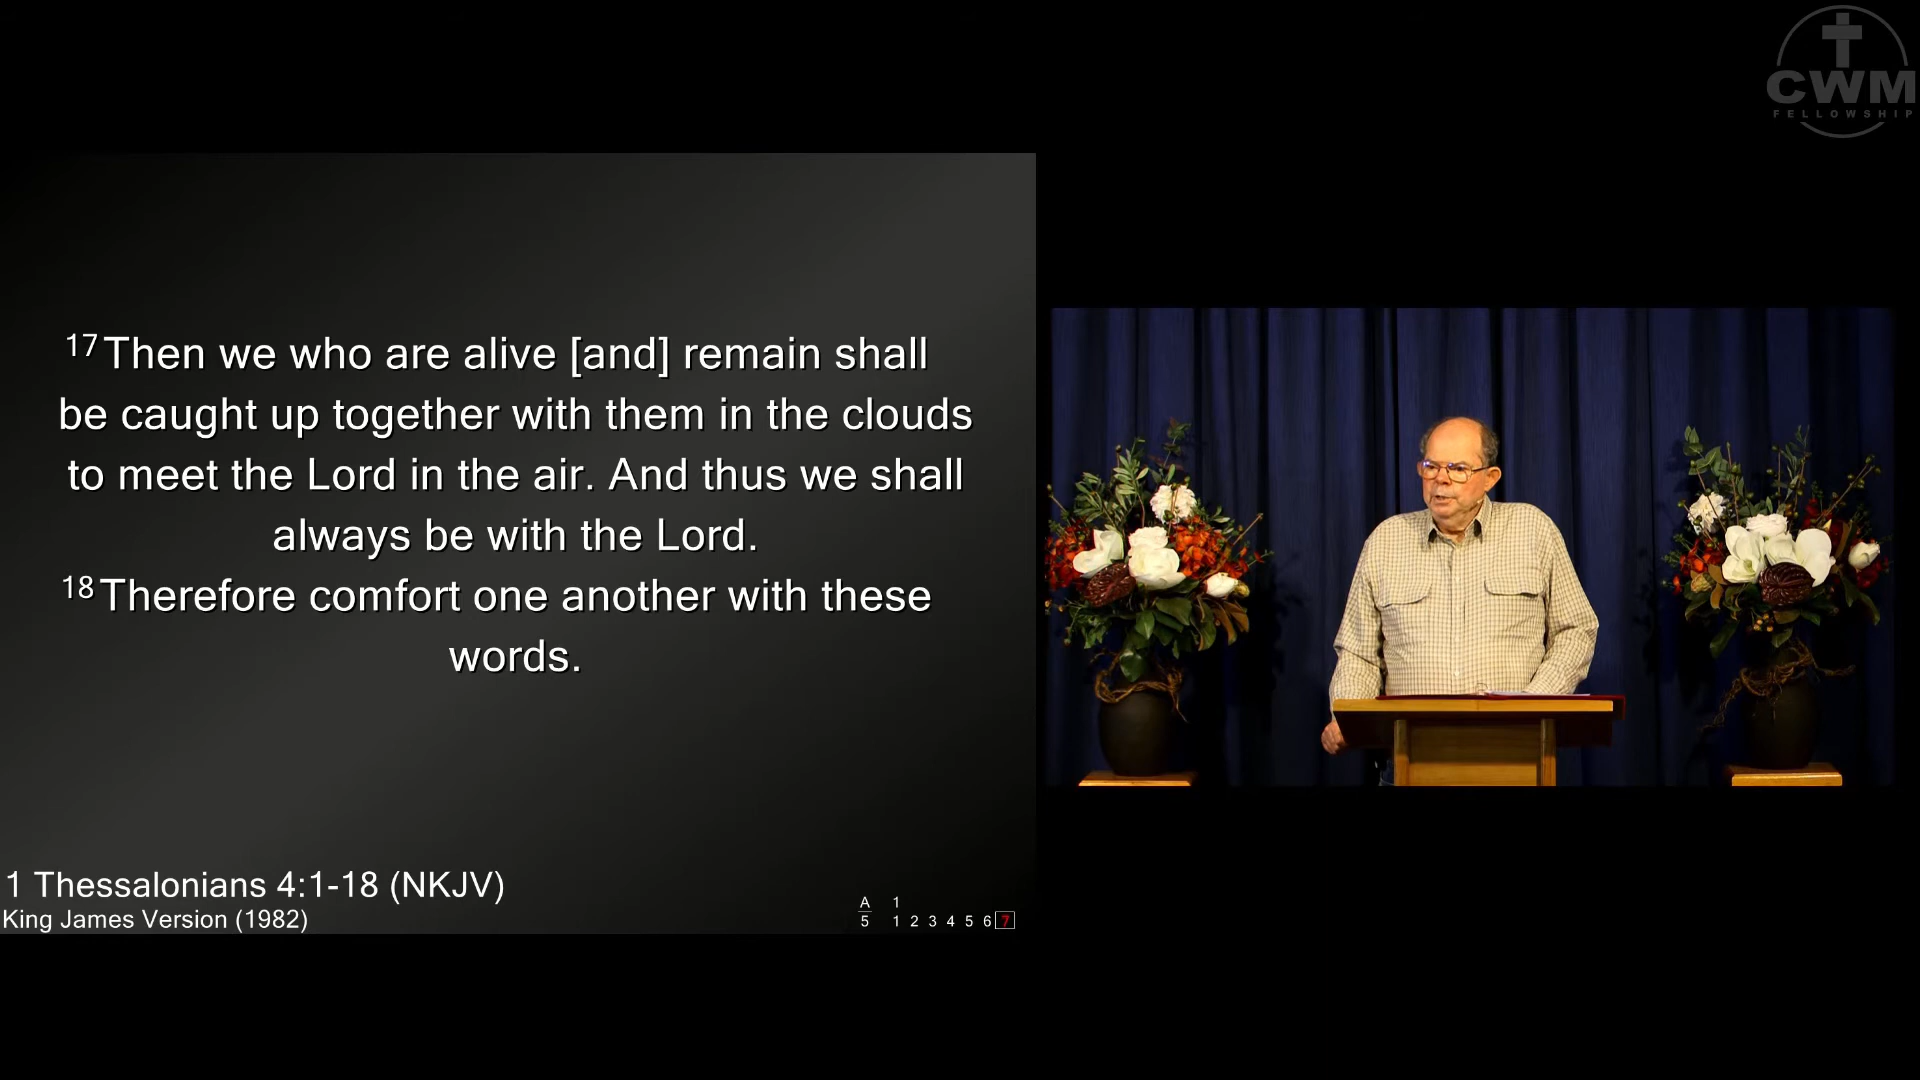 CWM
FELLOWSHIP
17Then we who are alive [and] remain shall
be caught up together with them in the clouds
to meet the Lord in the air. And thus we shall
always be with the Lord.
18Therefore comfort one another with these
words.
1 Thessalonians 4:1-18 (NKJV)
King James Version (1982)
A 1
5 1 2 3 4 5 6 7